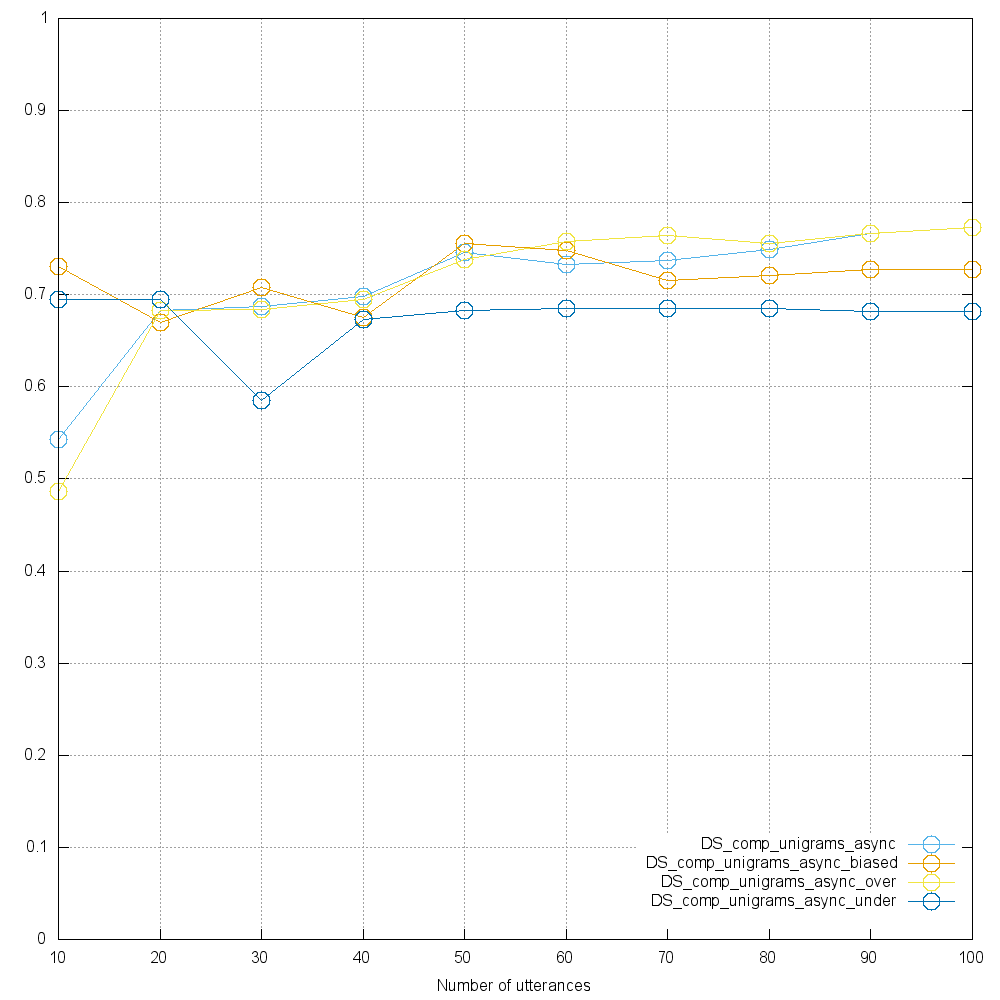 1
0.9
0.8
0.7
0.6
0.5
0.4
0.3
0.2
0.1
0
DS_comp_unigrams_async
DS_comp_unigrams_async_biased
DS_comp_unigrams_async_over
DS_comp_unigrams_async_under
10 20 30 40 50 60 70 80 90 100
Number of utterances